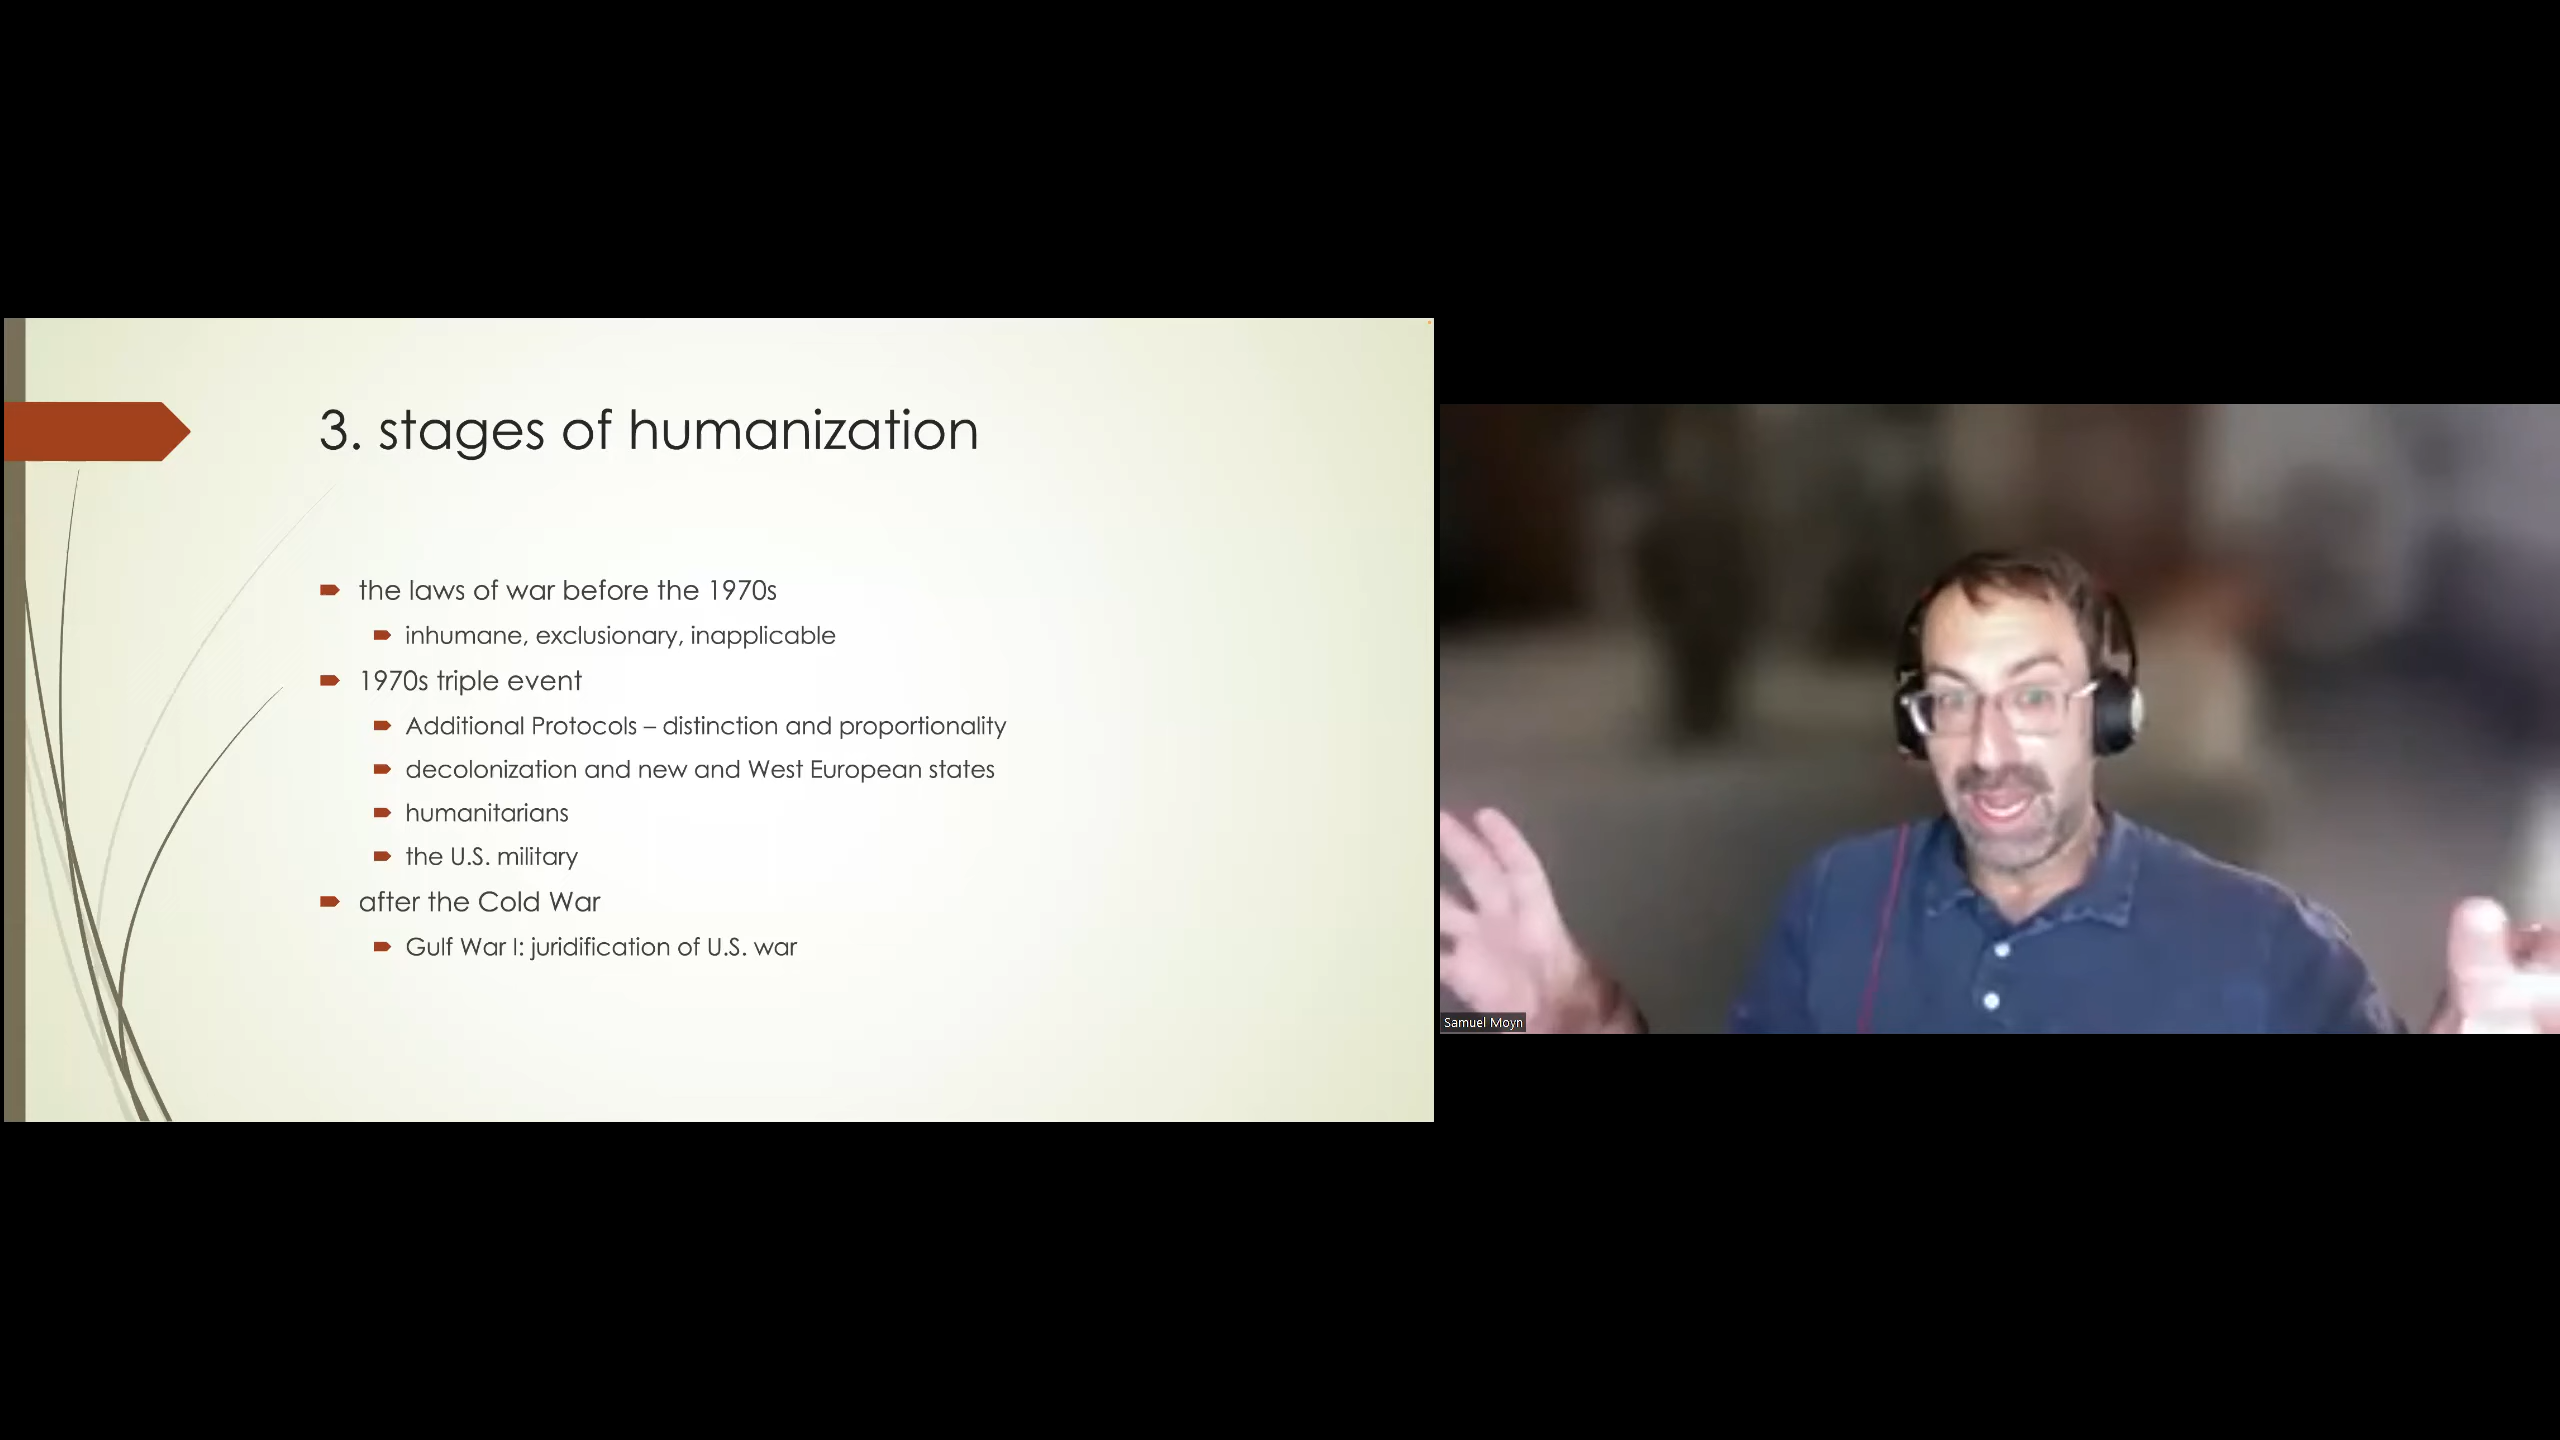 3. stages of humanization
the laws of war before the 1970s
inhumane, exclusionary, inapplicable
1970s triple event
Additional Protocols – distinction and proportionality
decolonization and new and West European states
humanitarians
the U.S. military
after the Cold War
Gulf War I: juridification of U.S. war
Samuel Moyn